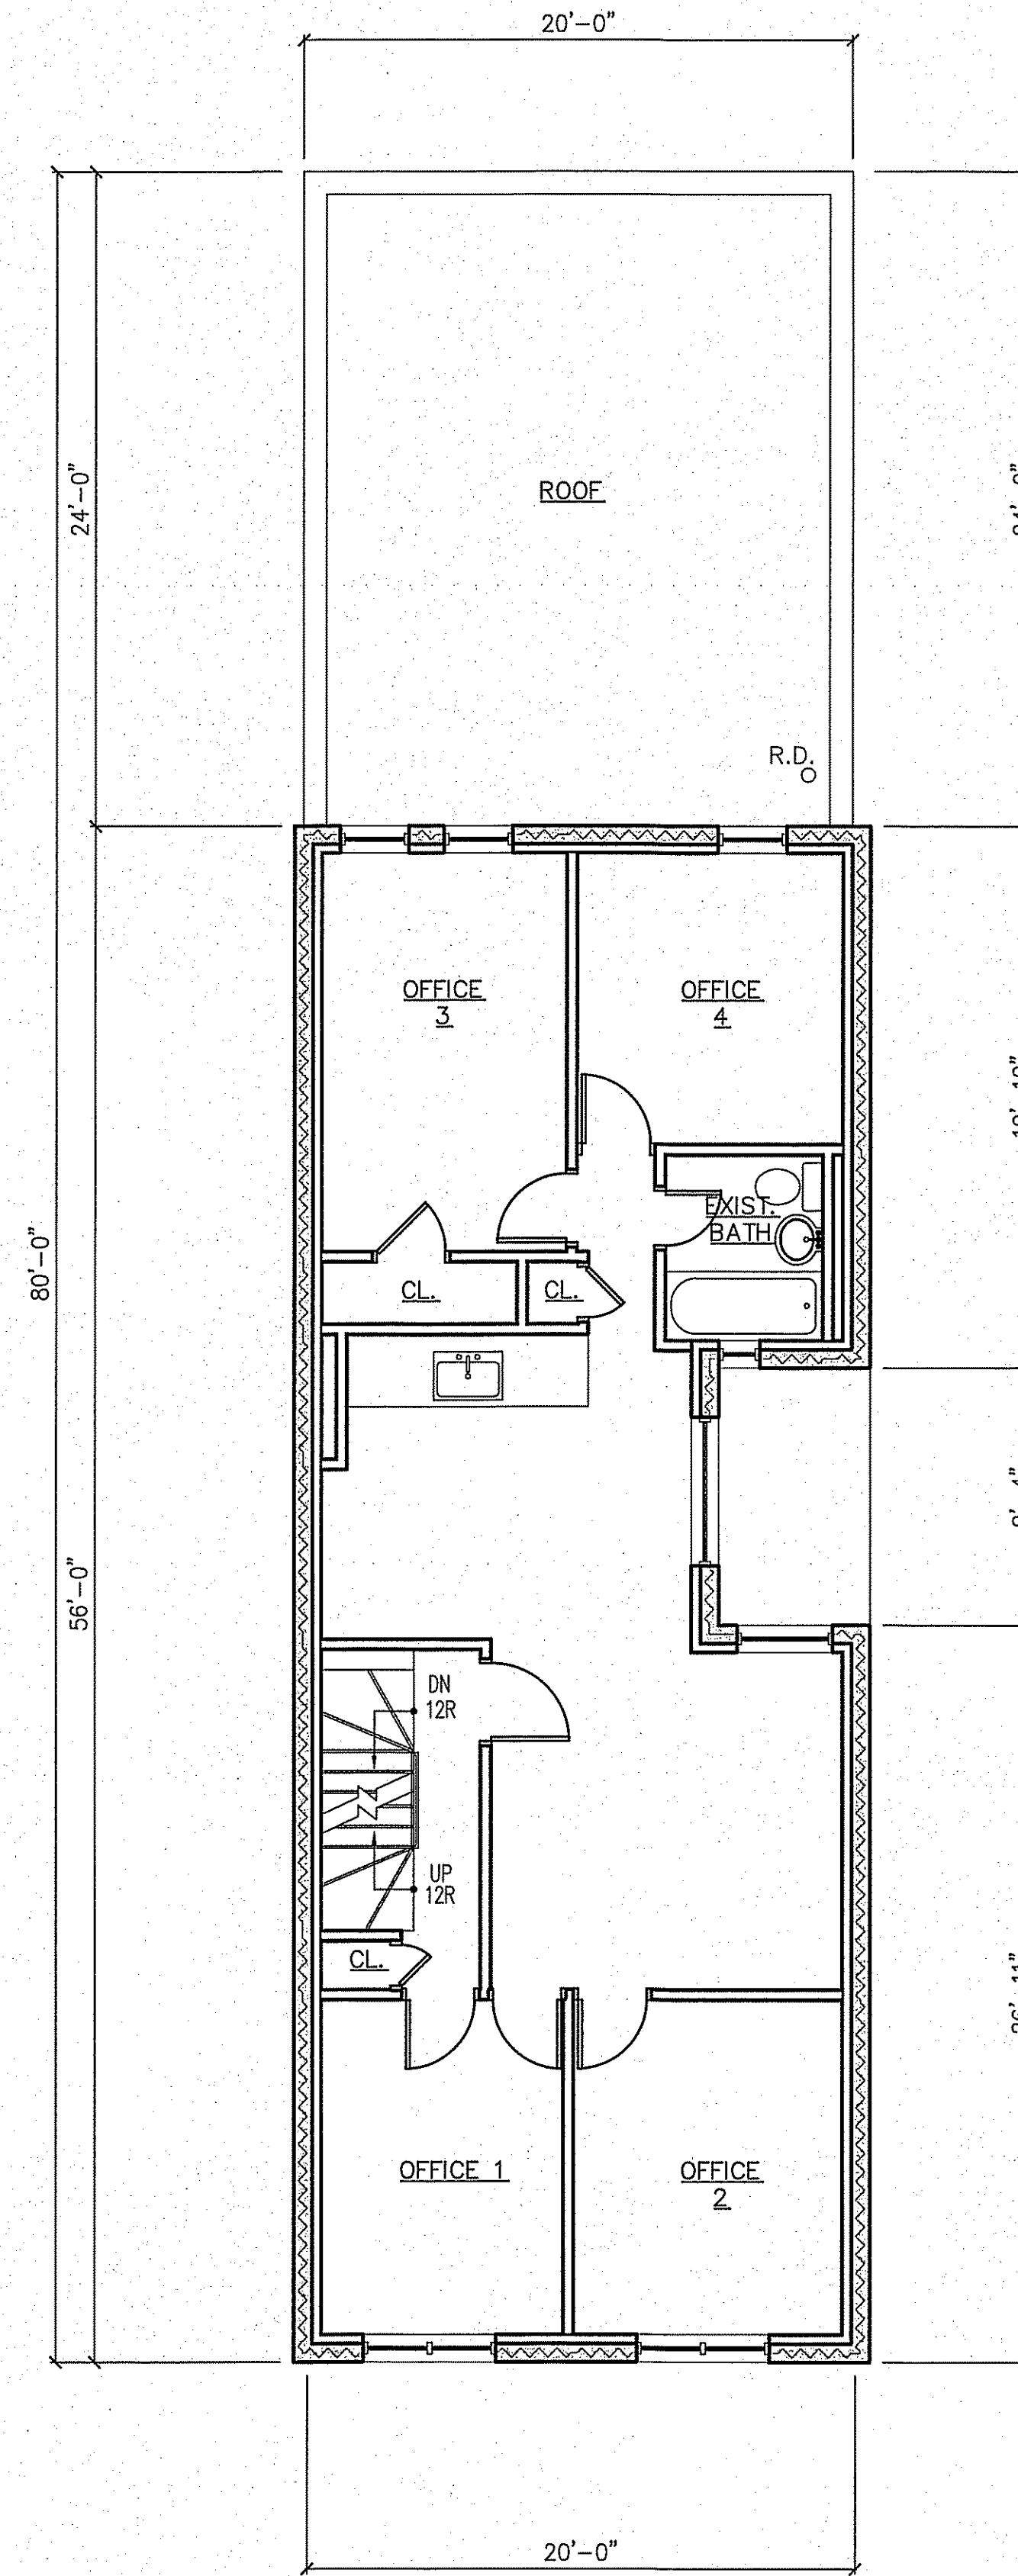 20'-0"
24'-0"
ROOF
R.D.
OFFICE
3
OFFICE
4
80'-0"
EXIST.
BATH
CL.
CL.
56'-0"
DN
12R
UP
12R
CL.
OFFICE 1
OFFICE
2
20'-0"